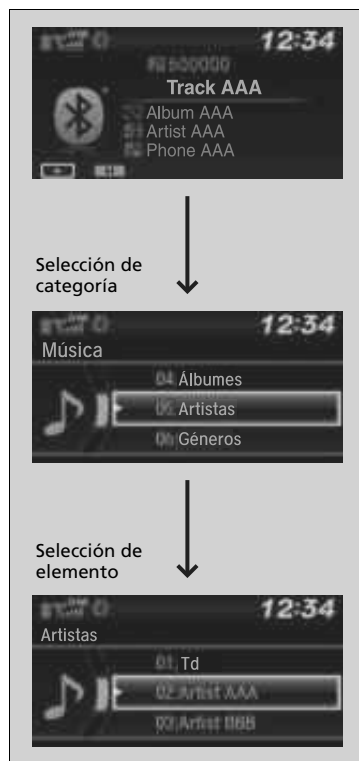 12:34
Track AAA
Album AAA
Artist AAA
Phone AAA
Selección de
categoría
12:34
Música
04 Álbumes
05 Artistas
06 Géneros
Selección de
elemento
12:34
Artistas
01 Td
02 Artist AAA
03 Artist BBB